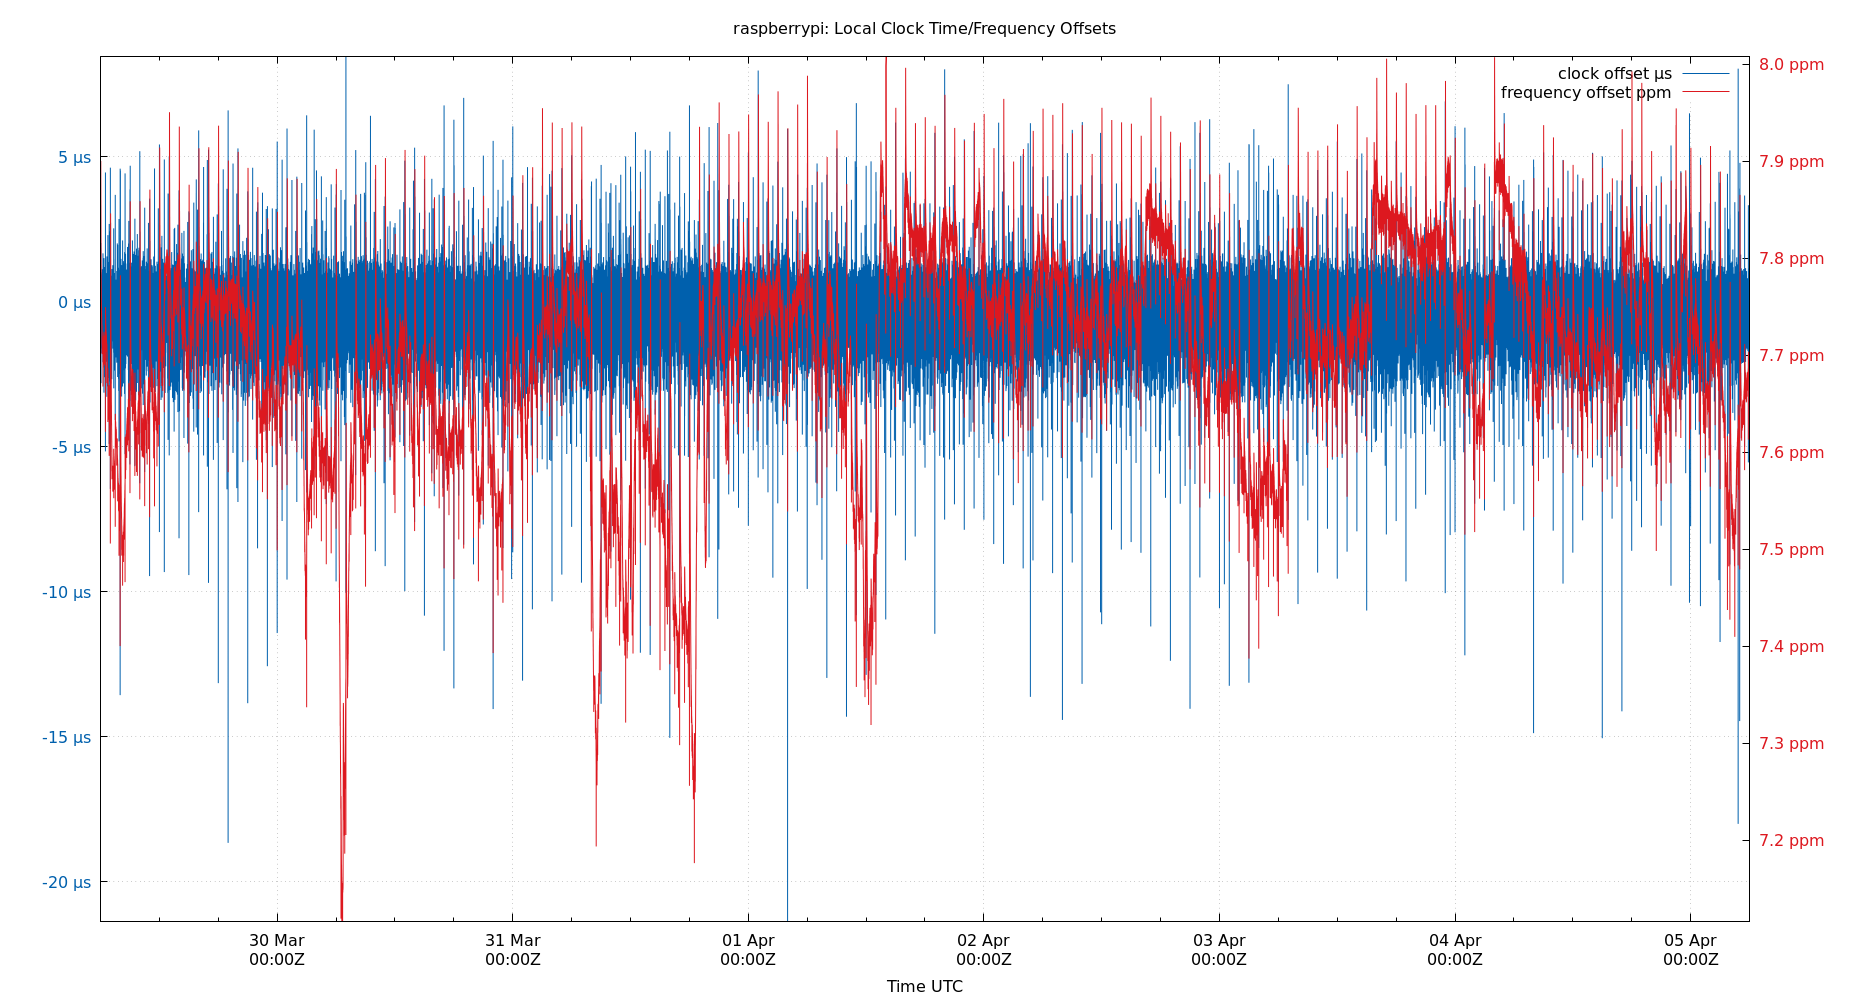 raspberrypi: Local Clock Time/Frequency Offsets
clock offset µs
frequency offset ppm
5 µs
0 µs
-5 µs
-10 µs
-15 µs
-20 µs
8.0 ppm
7.9 ppm
7.8 ppm
7.7 ppm
7.6 ppm
7.5 ppm
7.4 ppm
7.3 ppm
7.2 ppm
30 Mar
00:00Z
31 Mar
00:00Z
01 Apr
00:00Z
02 Apr
00:00Z
03 Apr
00:00Z
04 Apr
00:00Z
05 Apr
00:00Z
Time UTC